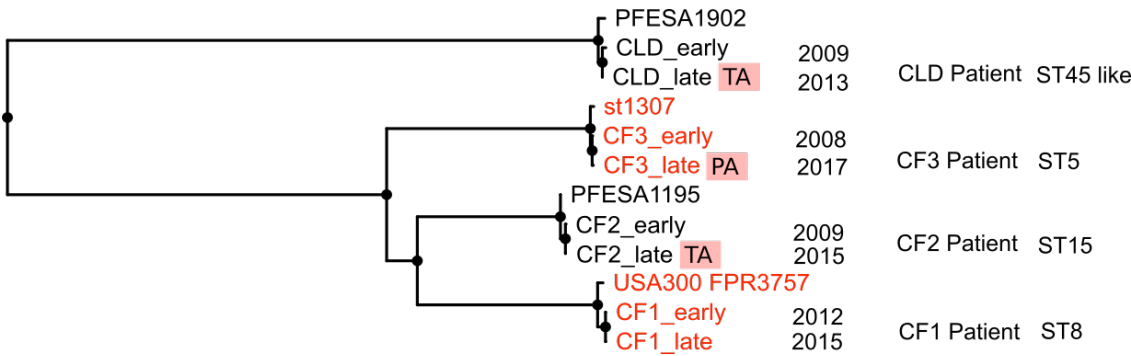 PFESA1902
CLD_early 2009
CLD_late TA 2013 CLD Patient ST45 like
st1307
CF3_early 2008
CF3_late PA 2017 CF3 Patient ST5
PFESA1195
CF2_early 2009
CF2_late TA 2015 CF2 Patient ST15
USA300 FPR3757
CF1_early 2012
CF1_late 2015 CF1 Patient ST8